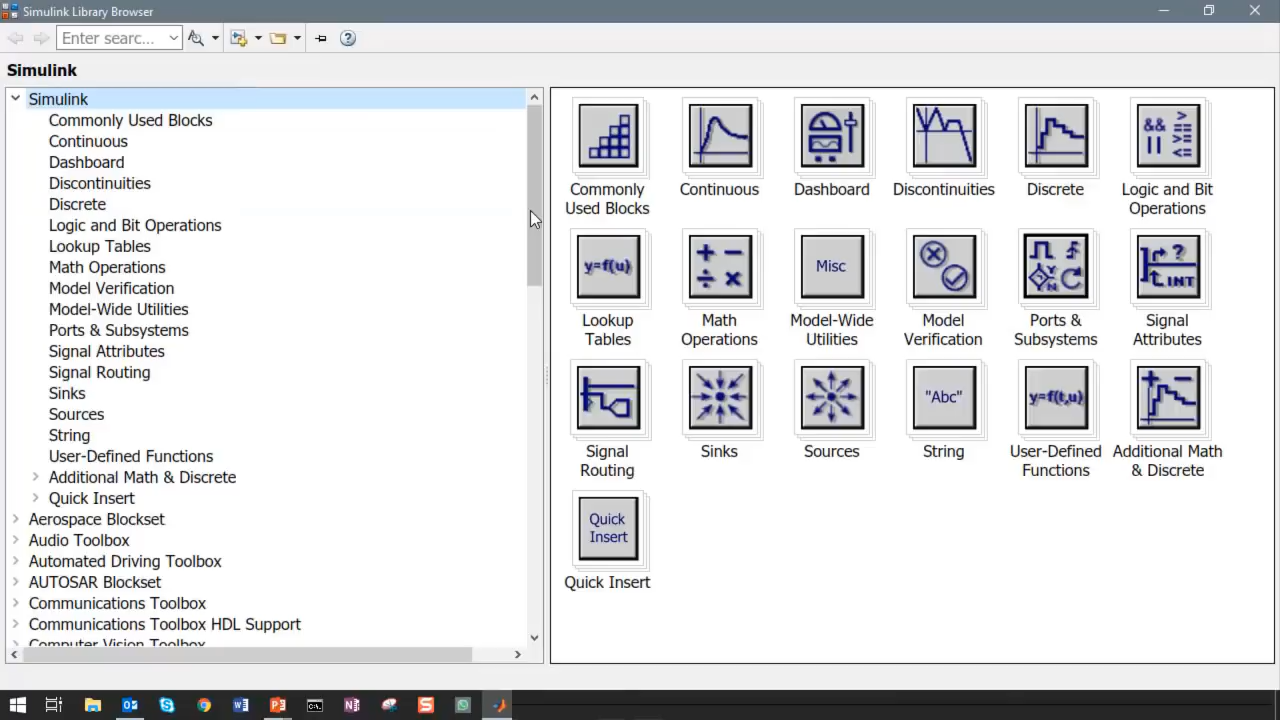 Simulink Library Browser
Enter searc...
Simulink
Simulink
Commonly Used Blocks
Continuous
Dashboard
Discontinuities
Discrete
Logic and Bit Operations
Lookup Tables
Math Operations
Model Verification
Model-Wide Utilities
Ports & Subsystems
Signal Attributes
Signal Routing
Sinks
Sources
String
User-Defined Functions
Additional Math & Discrete
Quick Insert
Aerospace Blockset
Audio Toolbox
Automated Driving Toolbox
AUTOSAR Blockset
Communications Toolbox
Communications Toolbox HDL Support
Computer Vision Toolbox
Commonly
Used Blocks
Continuous
Dashboard
Discontinuities
Discrete
&& >
|| >=
==
>=
<=
Logic and Bit
Operations
y=f(u)
Lookup
Tables
+ −
÷ ×
Math
Operations
Misc
Model-Wide
Utilities
Model
Verification
Y
N
Ports &
Subsystems
?
INT
Signal
Attributes
Signal
Routing
Sinks
Sources
"Abc"
String
y=f(t,u)
User-Defined
Functions
+ −
Additional Math
& Discrete
Quick
Insert
Quick Insert